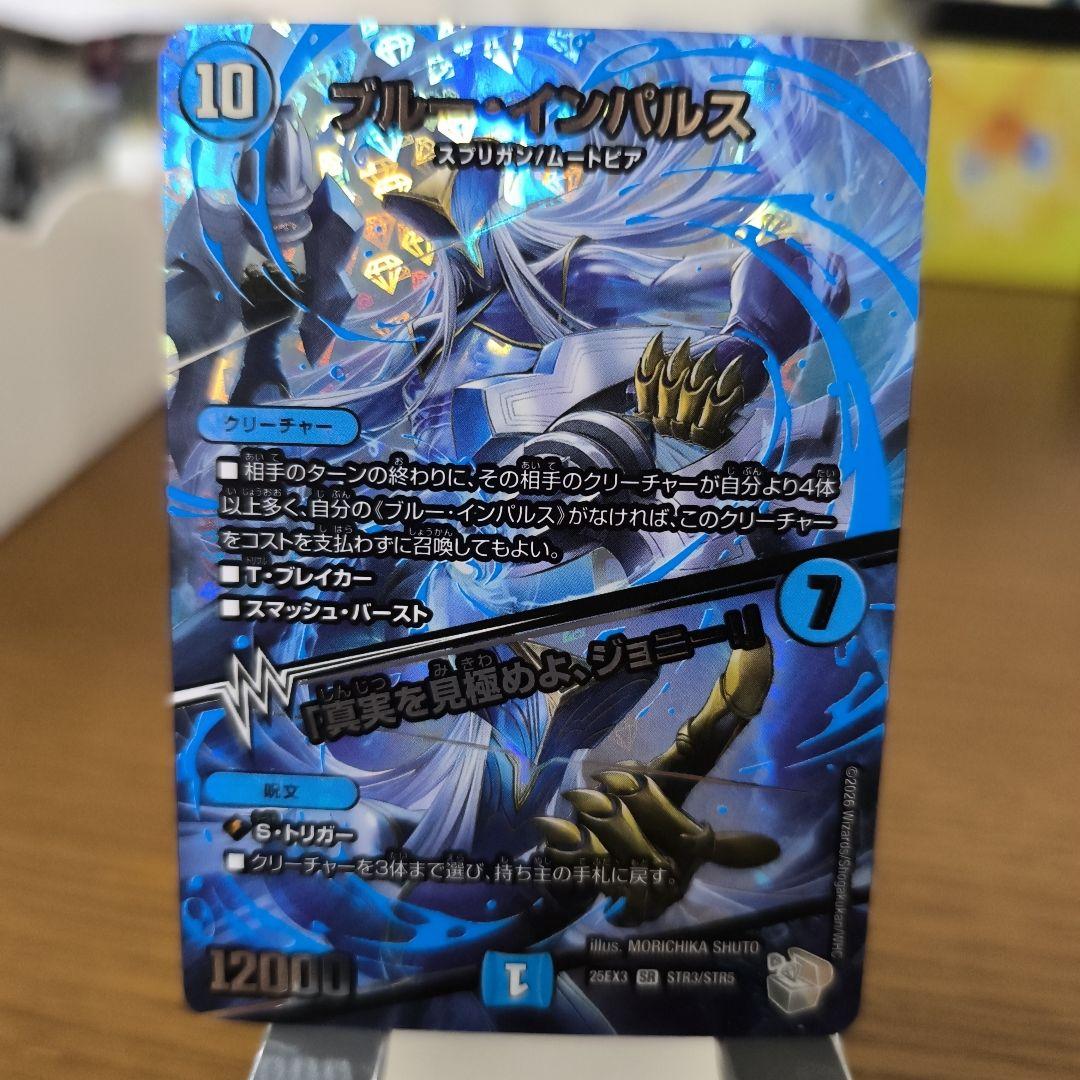 10
ブルー・インパルス
スプリガン/ムートピア
クリーチャー
■相手のターンの終わりに、その相手のクリーチャーが自分より4体
以上多く、自分の《ブルー・インパルス》がなければ、このクリーチャー
をコストを支払わずに召喚してもよい。
■T・ブレイカー
■スマッシュ・バースト
7
「真実を見極めよ、ジョニー!」
呪文
S・トリガー
■クリーチャーを3体まで選び、持ち主の手札に戻す。
12000
1
illus. MORICHIKA SHUTO
25EX3 SR STR3/STR5
©2026 Wizards/Shogakukan/WHC